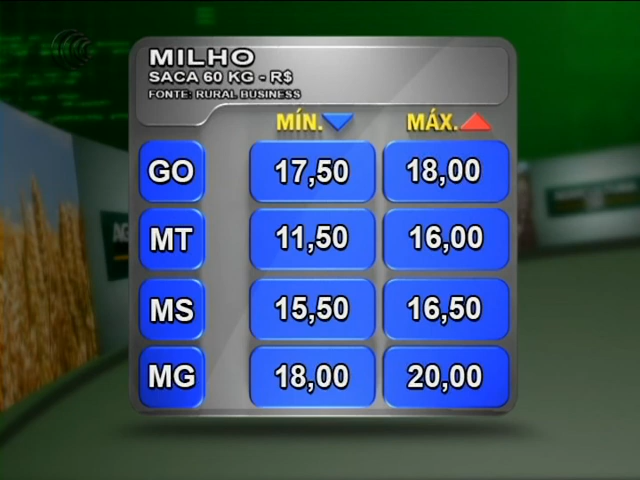 MILHO
SACA 60 KG - R$
FONTE: RURAL BUSINESS
MÍN. MÁX.
GO 17,50 18,00
MT 11,50 16,00
MS 15,50 16,50
MG 18,00 20,00